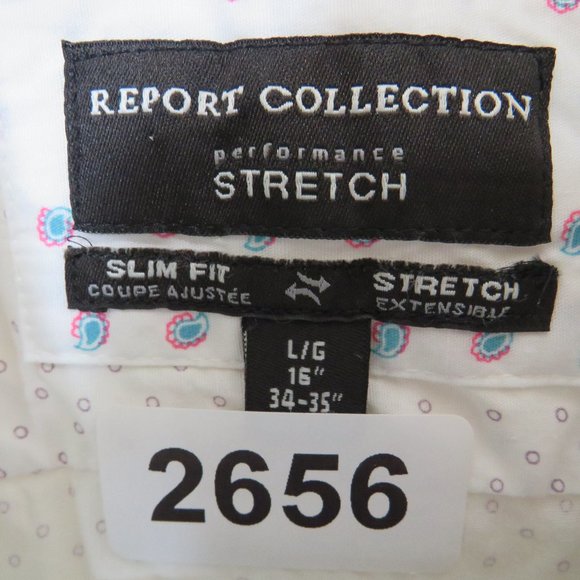 REPORT COLLECTION
performance
STRETCH
SLIM FIT
COUPE AJUSTÉE
STRETCH
EXTENSIBLE
L/G
16"
34-35"
2656